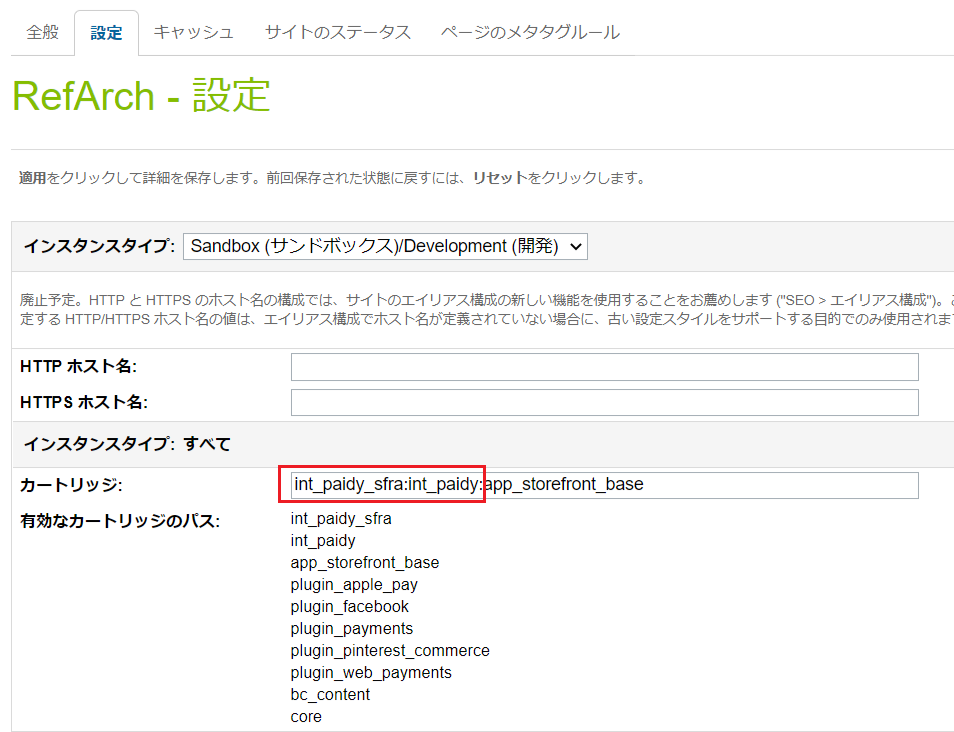 全般 設定 キャッシュ サイトのステータス ページのメタタグルール
RefArch - 設定
適用をクリックして詳細を保存します。前回保存された状態に戻すには、リセットをクリックします。
インスタンスタイプ: Sandbox (サンドボックス)/Development (開発)
廃止予定。HTTP と HTTPS のホスト名の構成では、サイトのエイリアス構成の新しい機能を使用することをお薦めします ("SEO > エイリアス構成")。
定する HTTP/HTTPS ホスト名の値は、エイリアス構成でホスト名が定義されていない場合に、古い設定スタイルをサポートする目的でのみ使用されま
HTTP ホスト名:
HTTPS ホスト名:
インスタンスタイプ: すべて
カートリッジ: int_paidy_sfra:int_paidy:app_storefront_base
有効なカートリッジのパス: int_paidy_sfra
int_paidy
app_storefront_base
plugin_apple_pay
plugin_facebook
plugin_payments
plugin_pinterest_commerce
plugin_web_payments
bc_content
core